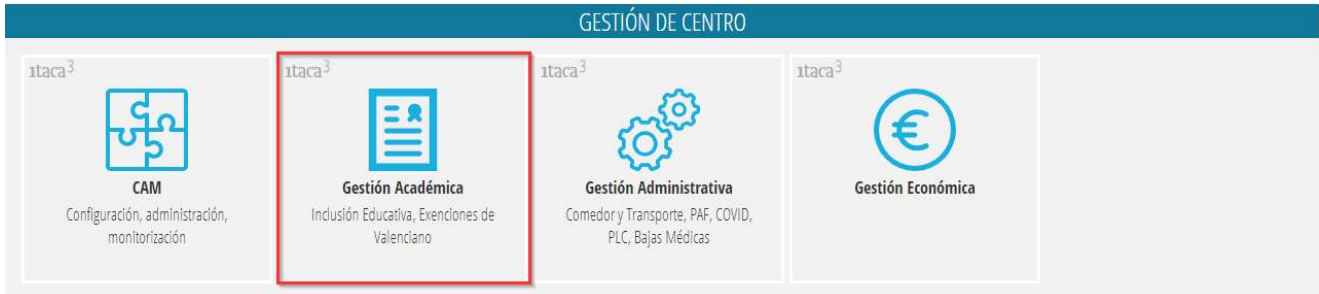 GESTIÓN DE CENTRO
ıtaca³
CAM
Configuración, administración,
monitorización
ıtaca³
Gestión Académica
Inclusión Educativa, Exenciones de
Valenciano
ıtaca³
Gestión Administrativa
Comedor y Transporte, PAF, COVID,
PLC, Bajas Médicas
ıtaca³
€
Gestión Económica